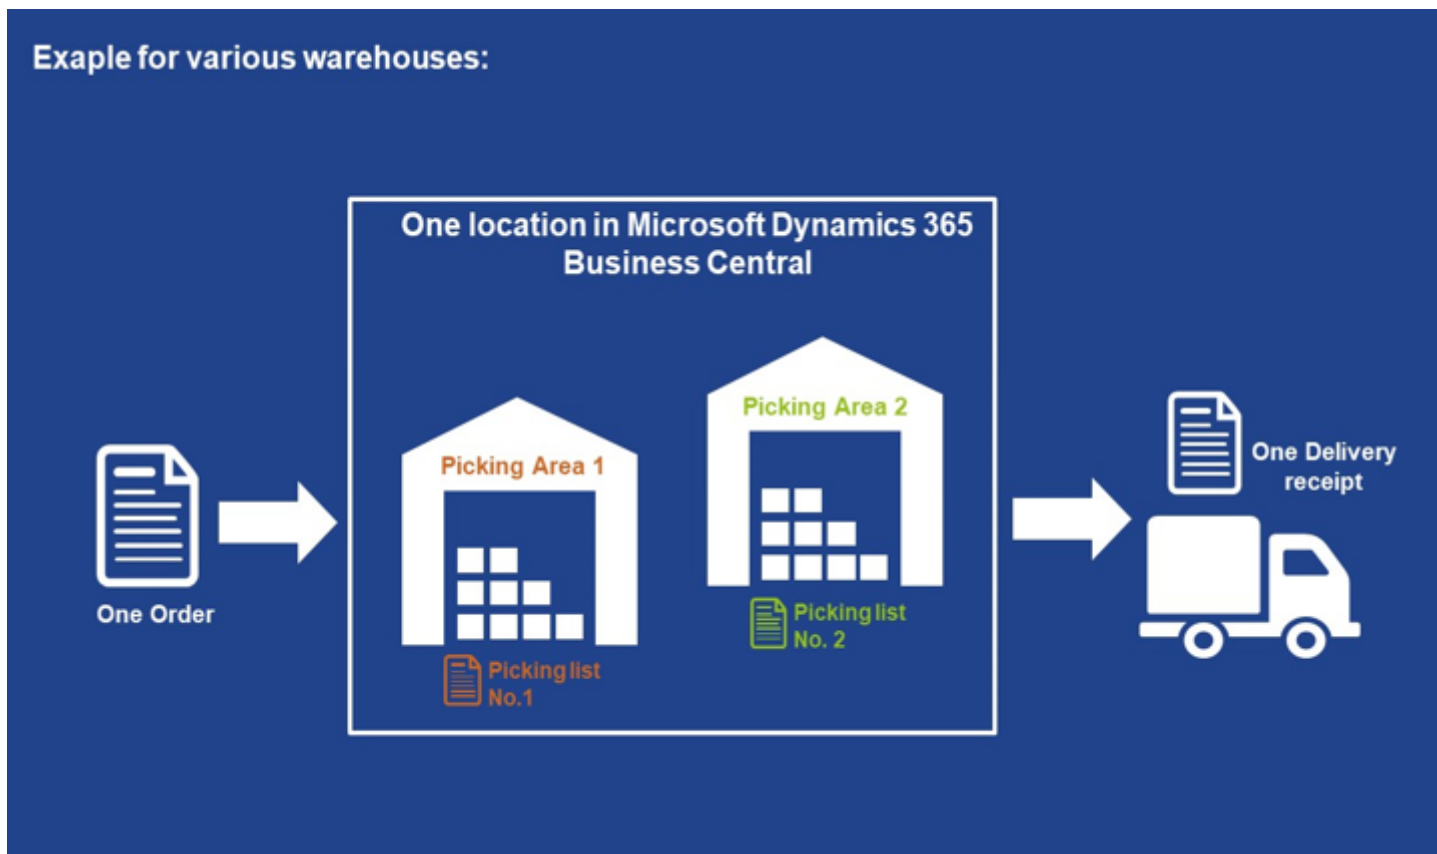 Exaple for various warehouses:
One location in Microsoft Dynamics 365
Business Central
Picking Area 1
Picking Area 2
One Order
Picking list
No.1
Picking list
No. 2
One Delivery
receipt